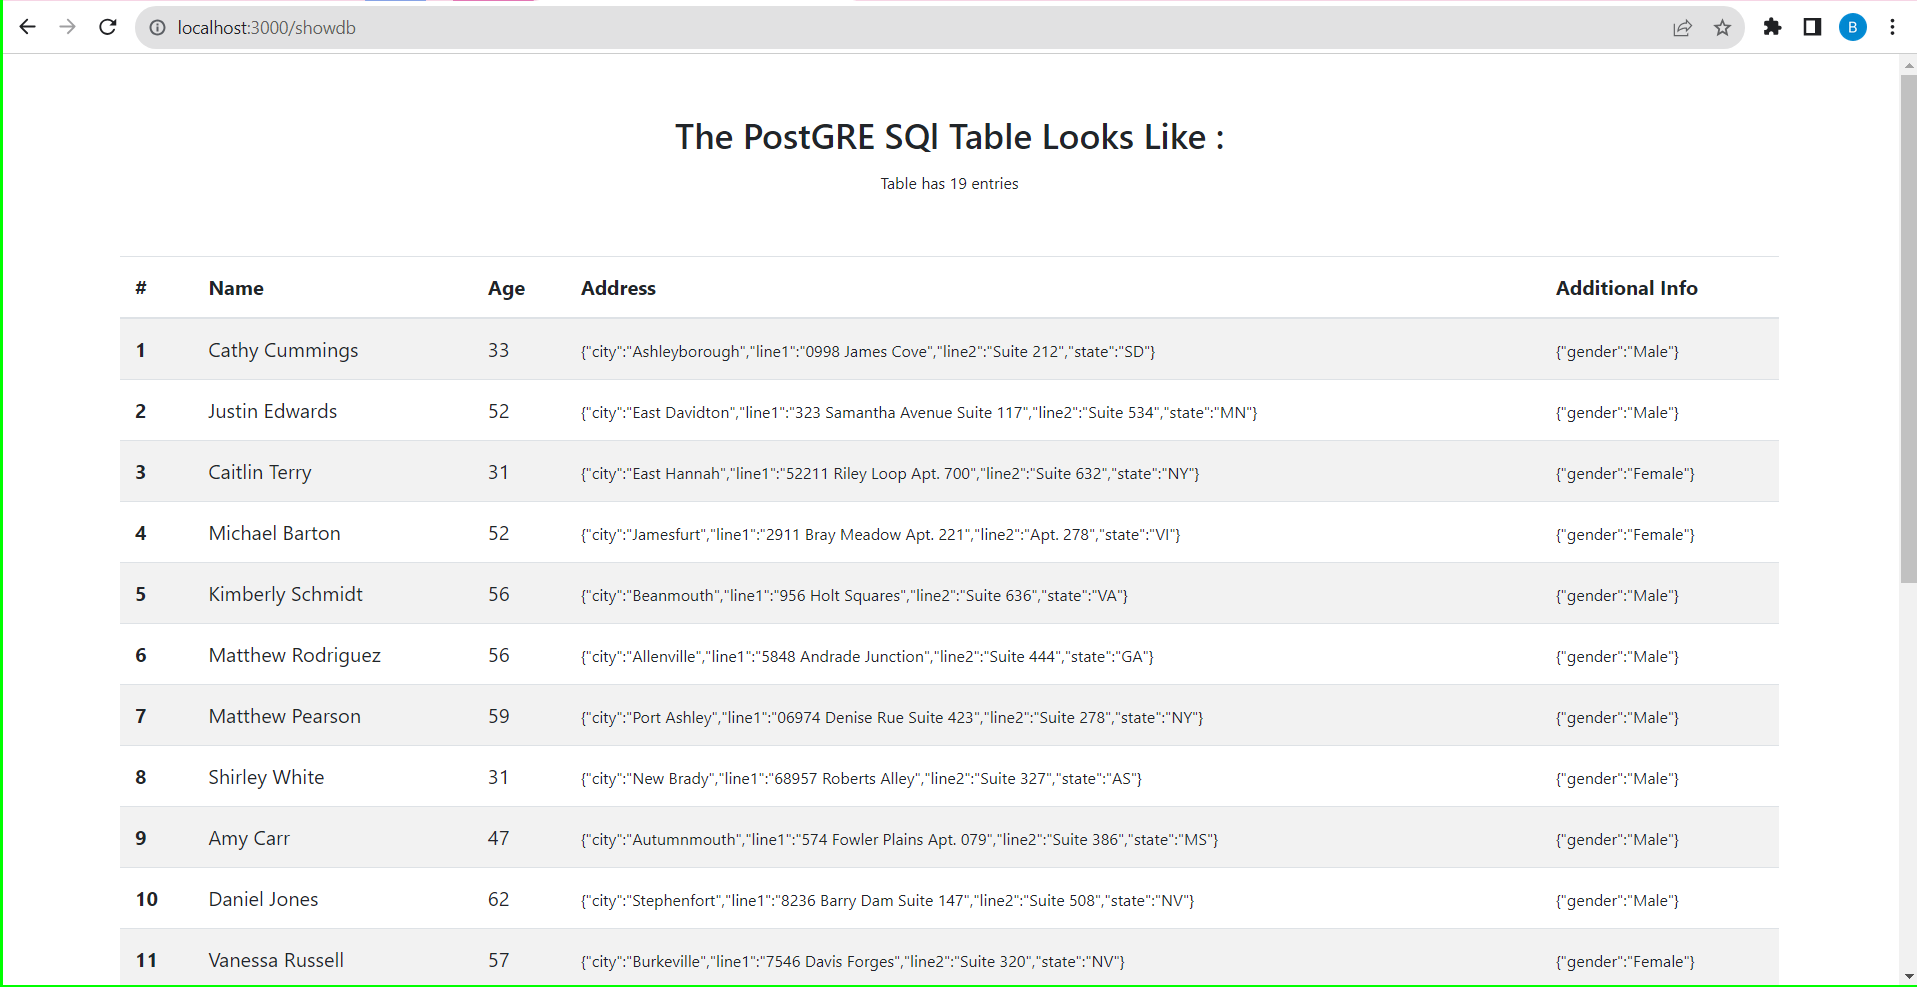 localhost:3000/showdb
B
The PostGRE SQl Table Looks Like :
Table has 19 entries
# Name Age Address Additional Info
1 Cathy Cummings 33 {"city":"Ashleyborough","line1":"0998 James Cove","line2":"Suite 212","state":"SD"} {"gender":"Male"}
2 Justin Edwards 52 {"city":"East Davidton","line1":"323 Samantha Avenue Suite 117","line2":"Suite 534","state":"MN"} {"gender":"Male"}
3 Caitlin Terry 31 {"city":"East Hannah","line1":"52211 Riley Loop Apt. 700","line2":"Suite 632","state":"NY"} {"gender":"Female"}
4 Michael Barton 52 {"city":"Jamesfurt","line1":"2911 Bray Meadow Apt. 221","line2":"Apt. 278","state":"VI"} {"gender":"Female"}
5 Kimberly Schmidt 56 {"city":"Beanmouth","line1":"956 Holt Squares","line2":"Suite 636","state":"VA"} {"gender":"Male"}
6 Matthew Rodriguez 56 {"city":"Allenville","line1":"5848 Andrade Junction","line2":"Suite 444","state":"GA"} {"gender":"Male"}
7 Matthew Pearson 59 {"city":"Port Ashley","line1":"06974 Denise Rue Suite 423","line2":"Suite 278","state":"NY"} {"gender":"Male"}
8 Shirley White 31 {"city":"New Brady","line1":"68957 Roberts Alley","line2":"Suite 327","state":"AS"} {"gender":"Male"}
9 Amy Carr 47 {"city":"Autumnmouth","line1":"574 Fowler Plains Apt. 079","line2":"Suite 386","state":"MS"} {"gender":"Male"}
10 Daniel Jones 62 {"city":"Stephenfort","line1":"8236 Barry Dam Suite 147","line2":"Suite 508","state":"NV"} {"gender":"Male"}
11 Vanessa Russell 57 {"city":"Burkeville","line1":"7546 Davis Forges","line2":"Suite 320","state":"NV"} {"gender":"Female"}